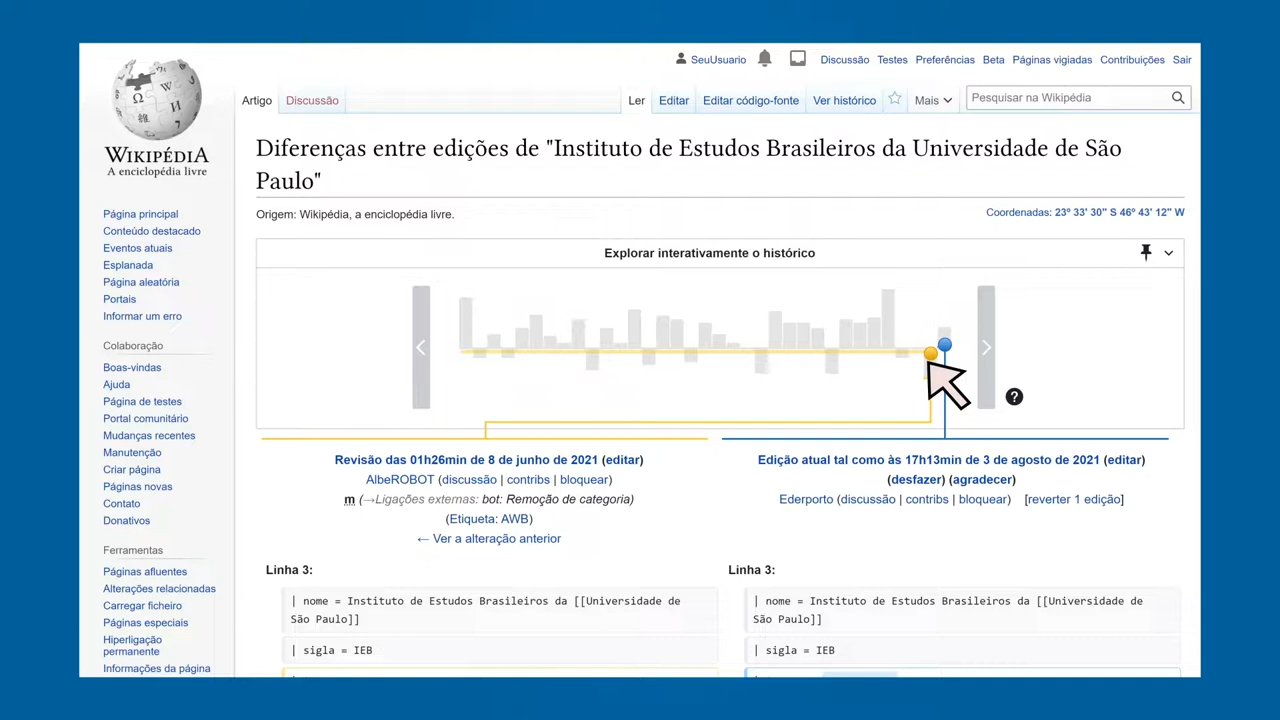 SeuUsuario Discussão Testes Preferências Beta Páginas vigiadas Contribuições Sair
Artigo Discussão Ler Editar Editar código-fonte Ver histórico Mais Pesquisar na Wikipédia
WIKIPÉDIA
A enciclopédia livre
Página principal
Conteúdo destacado
Eventos atuais
Esplanada
Página aleatória
Portais
Informar um erro
Colaboração
Boas-vindas
Ajuda
Página de testes
Portal comunitário
Mudanças recentes
Manutenção
Criar página
Páginas novas
Contato
Donativos
Ferramentas
Páginas afluentes
Alterações relacionadas
Carregar ficheiro
Páginas especiais
Hiperligação
permanente
Informações da página
Diferenças entre edições de "Instituto de Estudos Brasileiros da Universidade de São
Paulo"
Origem: Wikipédia, a enciclopédia livre.
Coordenadas: 23º 33' 30" S 46º 43' 12" W
Explorar interativamente o histórico
?
Revisão das 01h26min de 8 de junho de 2021 (editar)
AlbeROBOT (discussão | contribs | bloquear)
m (→Ligações externas: bot: Remoção de categoria)
(Etiqueta: AWB)
← Ver a alteração anterior
Edição atual tal como às 17h13min de 3 de agosto de 2021 (editar)
(desfazer) (agradecer)
Ederporto (discussão | contribs | bloquear) [reverter 1 edição]
Linha 3:
| nome = Instituto de Estudos Brasileiros da [[Universidade de
São Paulo]]
| sigla = IEB
Linha 3:
| nome = Instituto de Estudos Brasileiros da [[Universidade de
São Paulo]]
| sigla = IEB